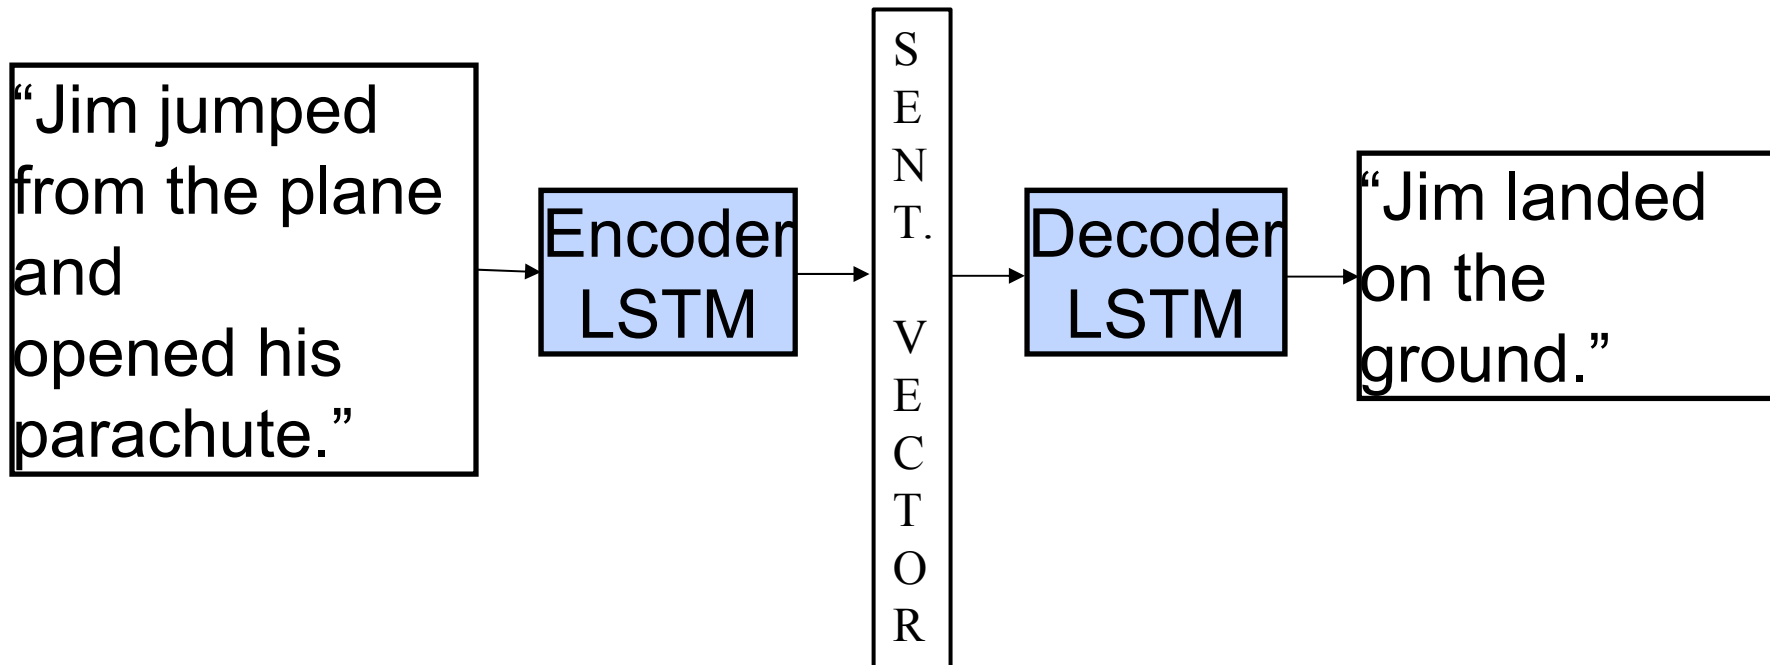 “Jim jumped
from the plane
and
opened his
parachute.”
Encoder
LSTM
S
E
N
T.
V
E
C
T
O
R
Decoder
LSTM
“Jim landed
on the
ground.”